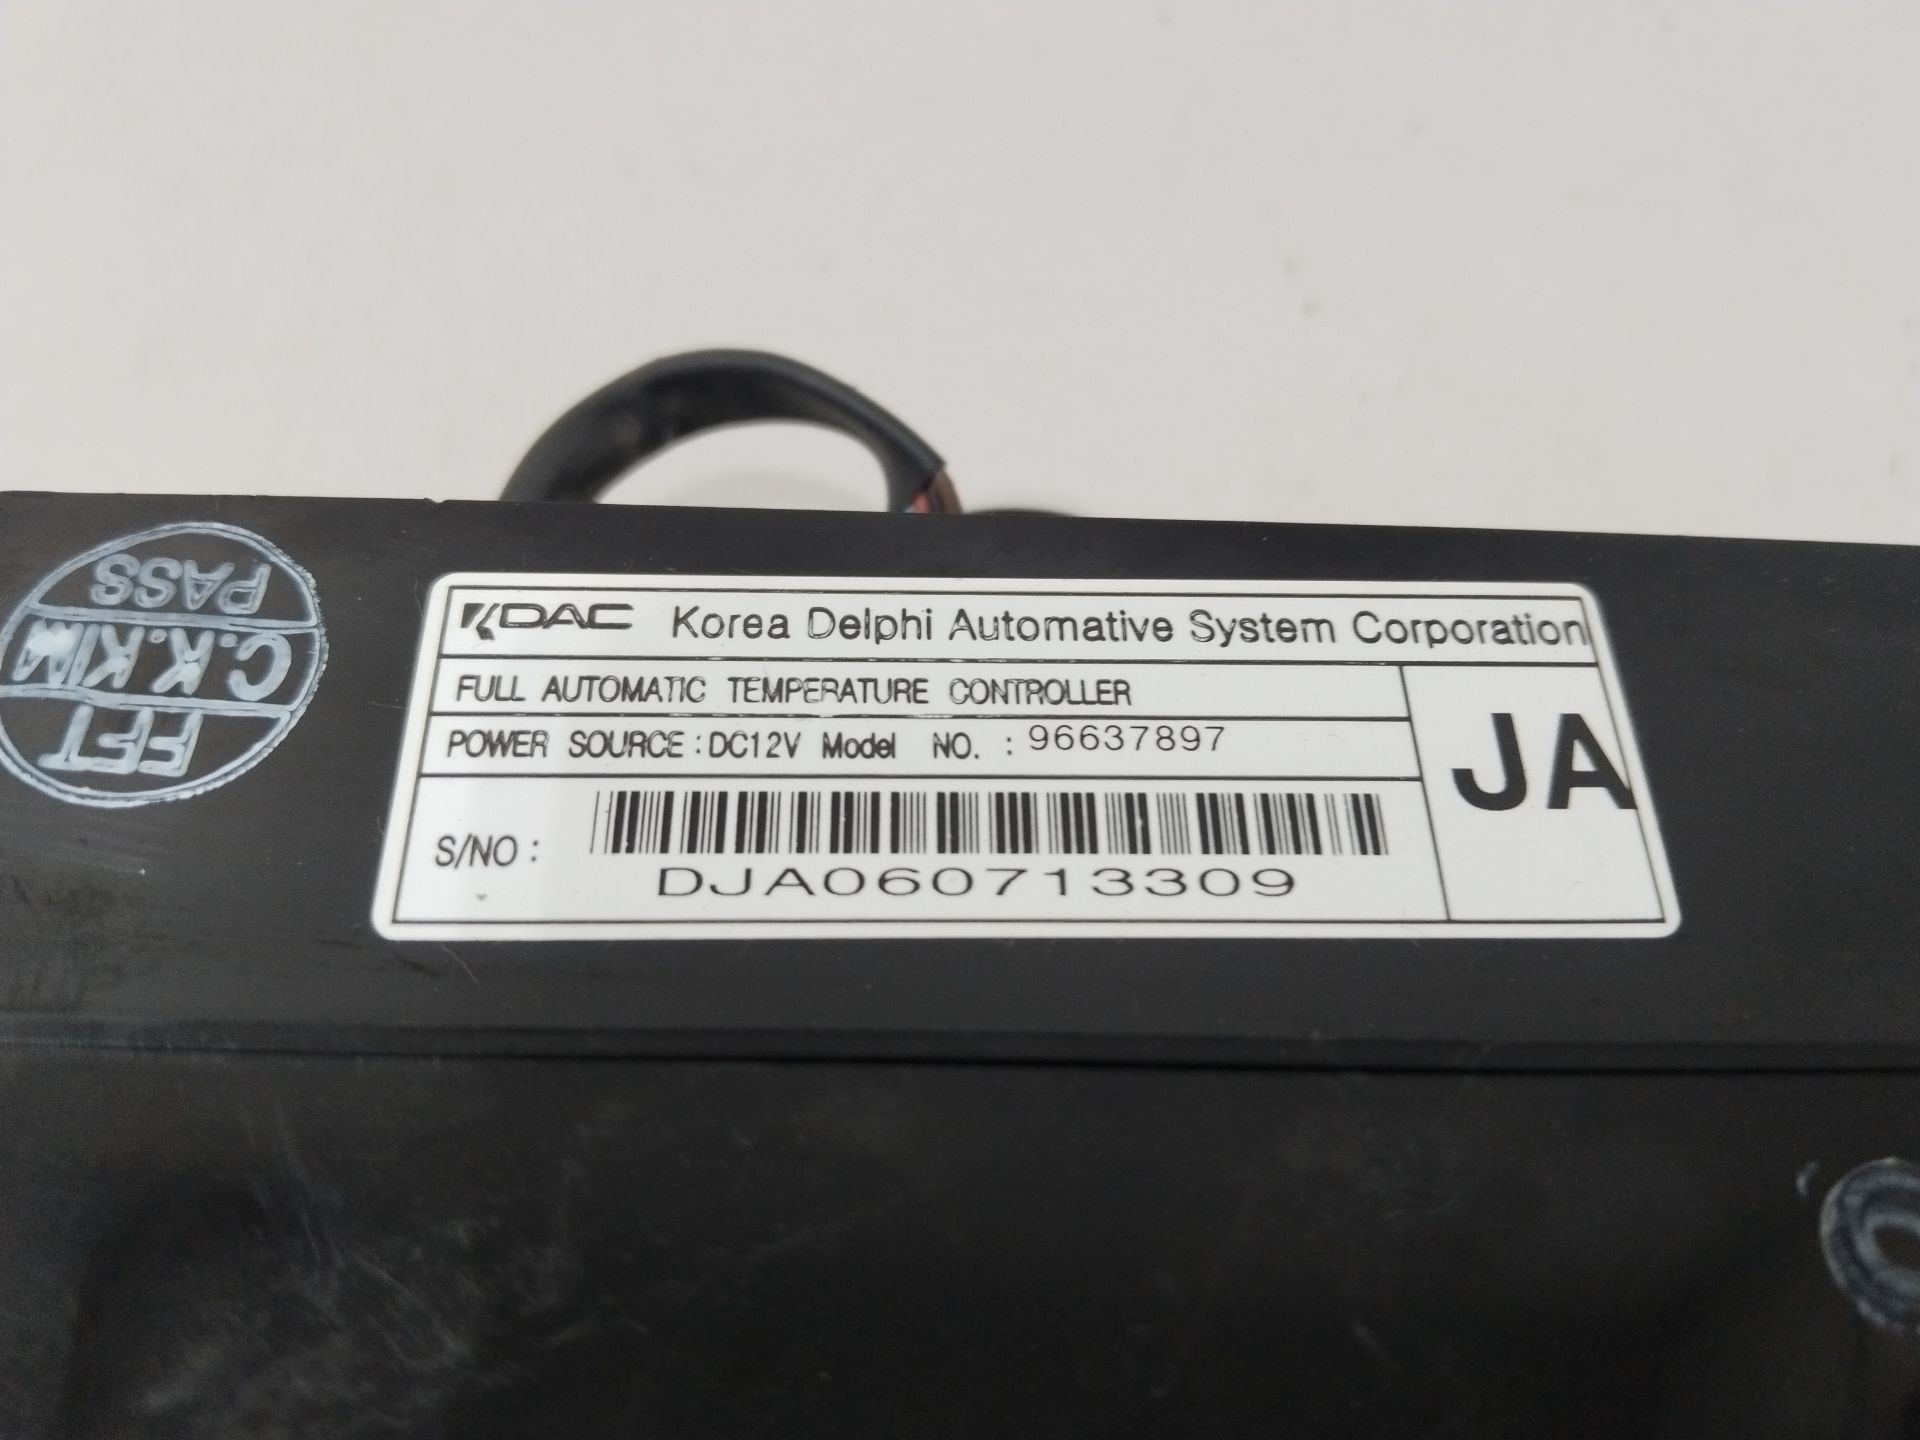 KDAC Korea Delphi Automative System Corporation
FULL AUTOMATIC TEMPERATURE CONTROLLER
POWER SOURCE : DC12V Model NO. : 96637897
JA
S/NO :
DJA060713309
FFT
C.K.KIM
PASS